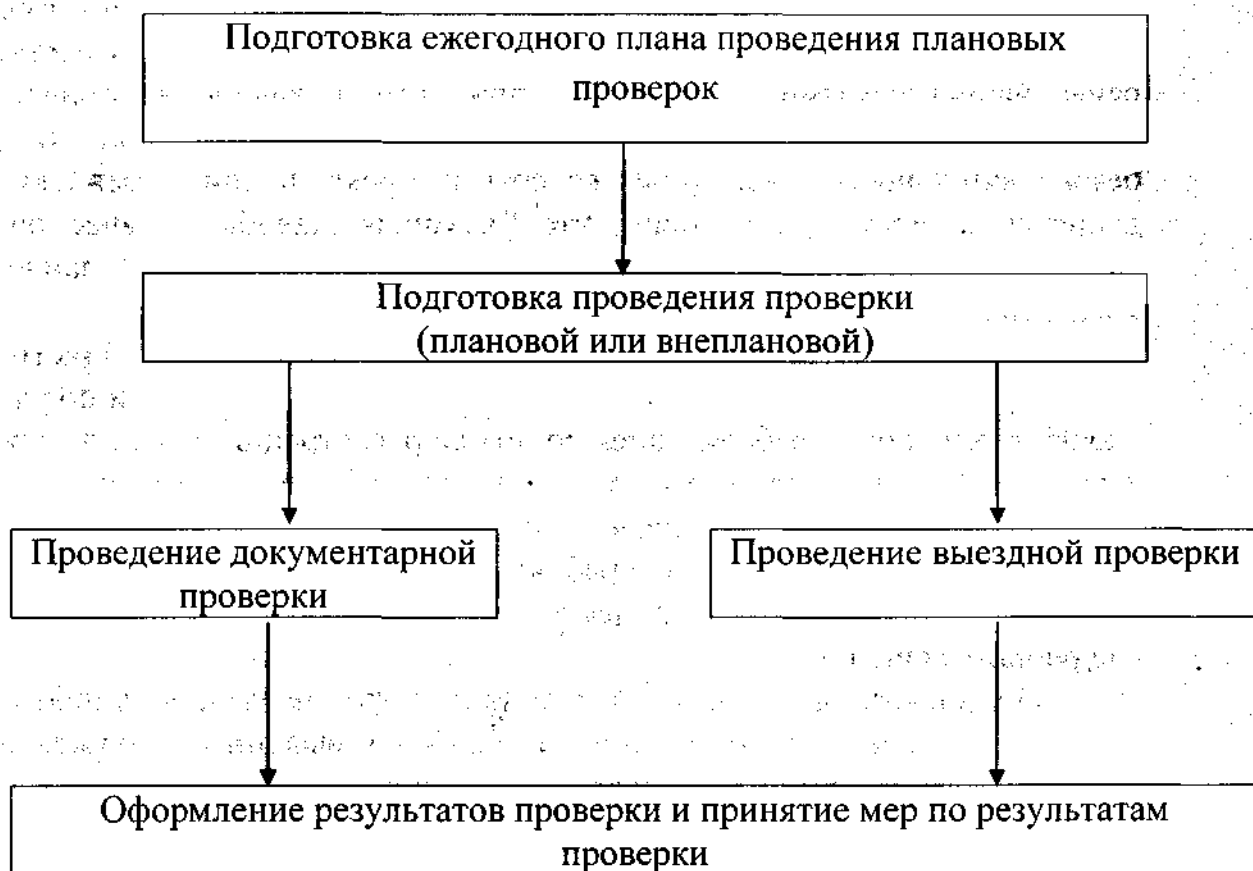 Подготовка ежегодного плана проведения плановых
проверок
Подготовка проведения проверки
(плановой или внеплановой)
Проведение документарной
проверки
Проведение выездной проверки
Оформление результатов проверки и принятие мер по результатам
проверки